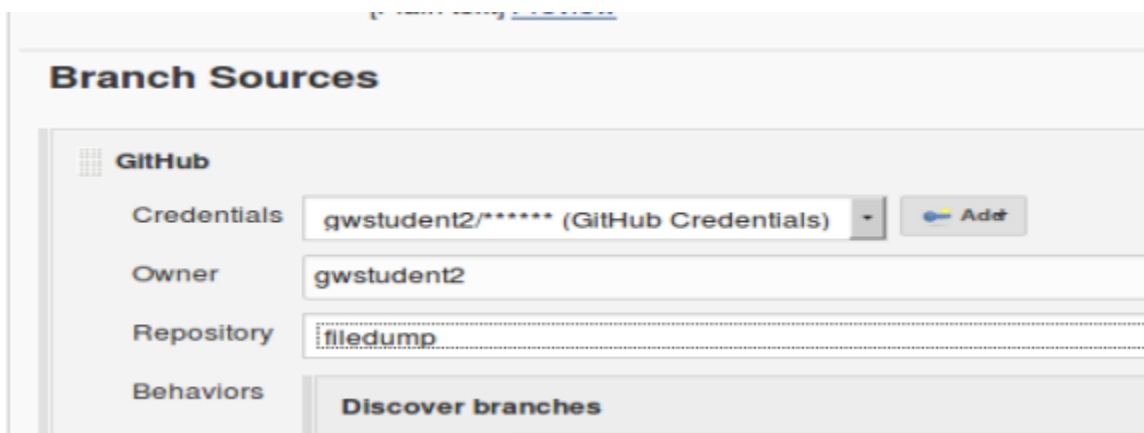 Branch Sources
GitHub
Credentials
gwstudent2/****** (GitHub Credentials)
Add
Owner
gwstudent2
Repository
filedump
Behaviors
Discover branches